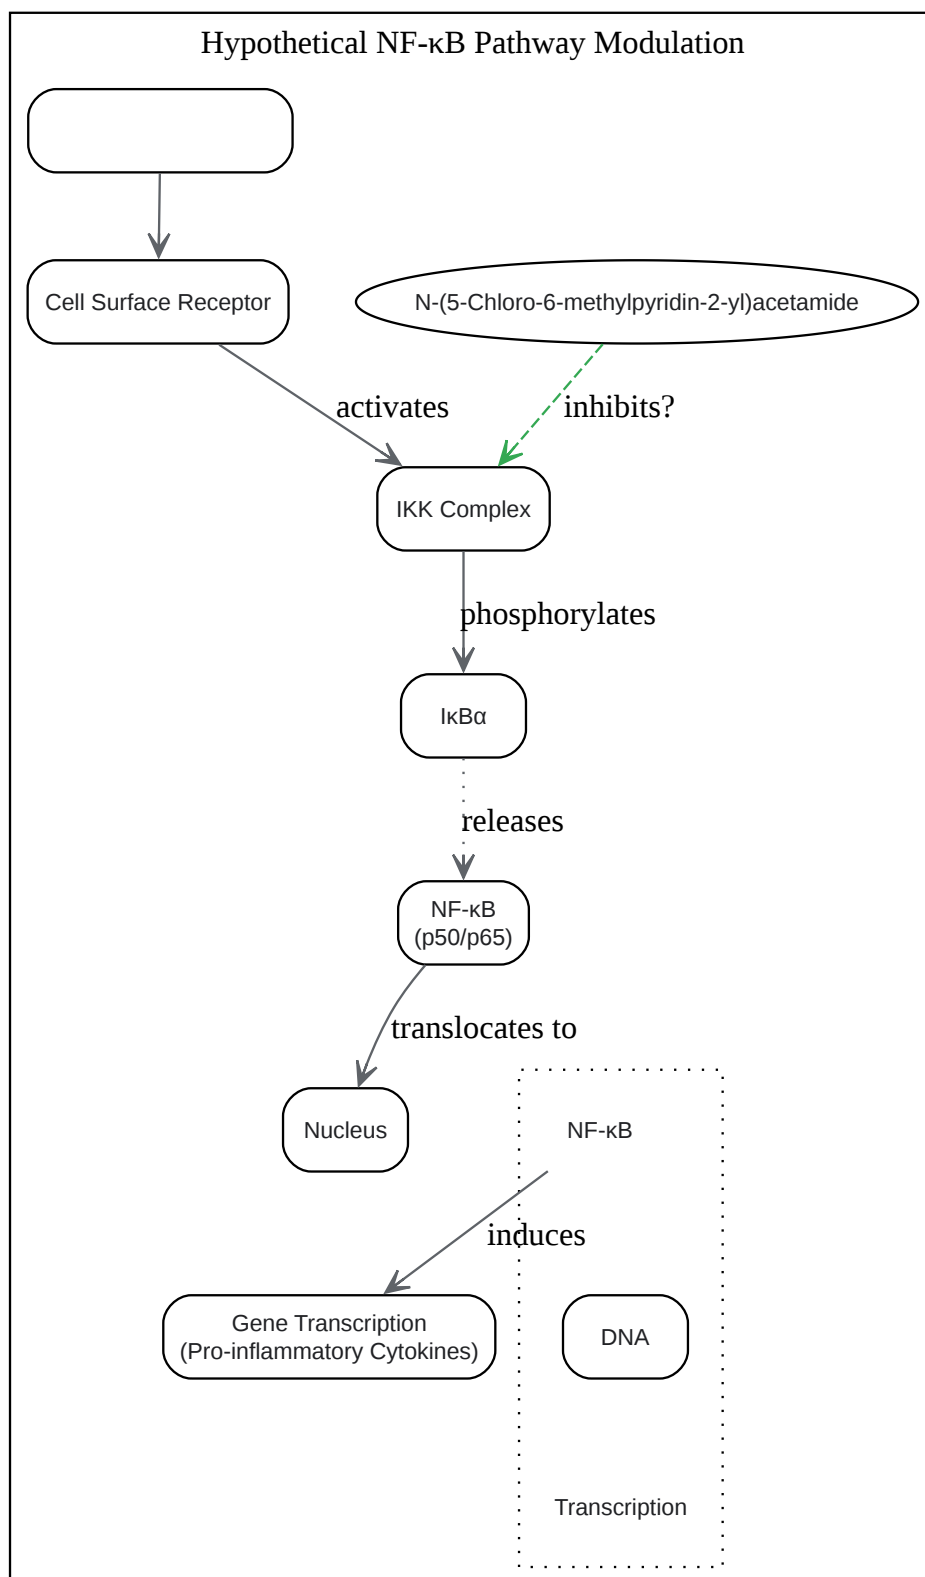 Hypothetical NF-κB Pathway Modulation
Cell Surface Receptor
N-(5-Chloro-6-methylpyridin-2-yl)acetamide
activates
inhibits?
IKK Complex
phosphorylates
IκBα
releases
NF-κB
(p50/p65)
translocates to
Nucleus
NF-κB
induces
Gene Transcription
(Pro-inflammatory Cytokines)
DNA
Transcription